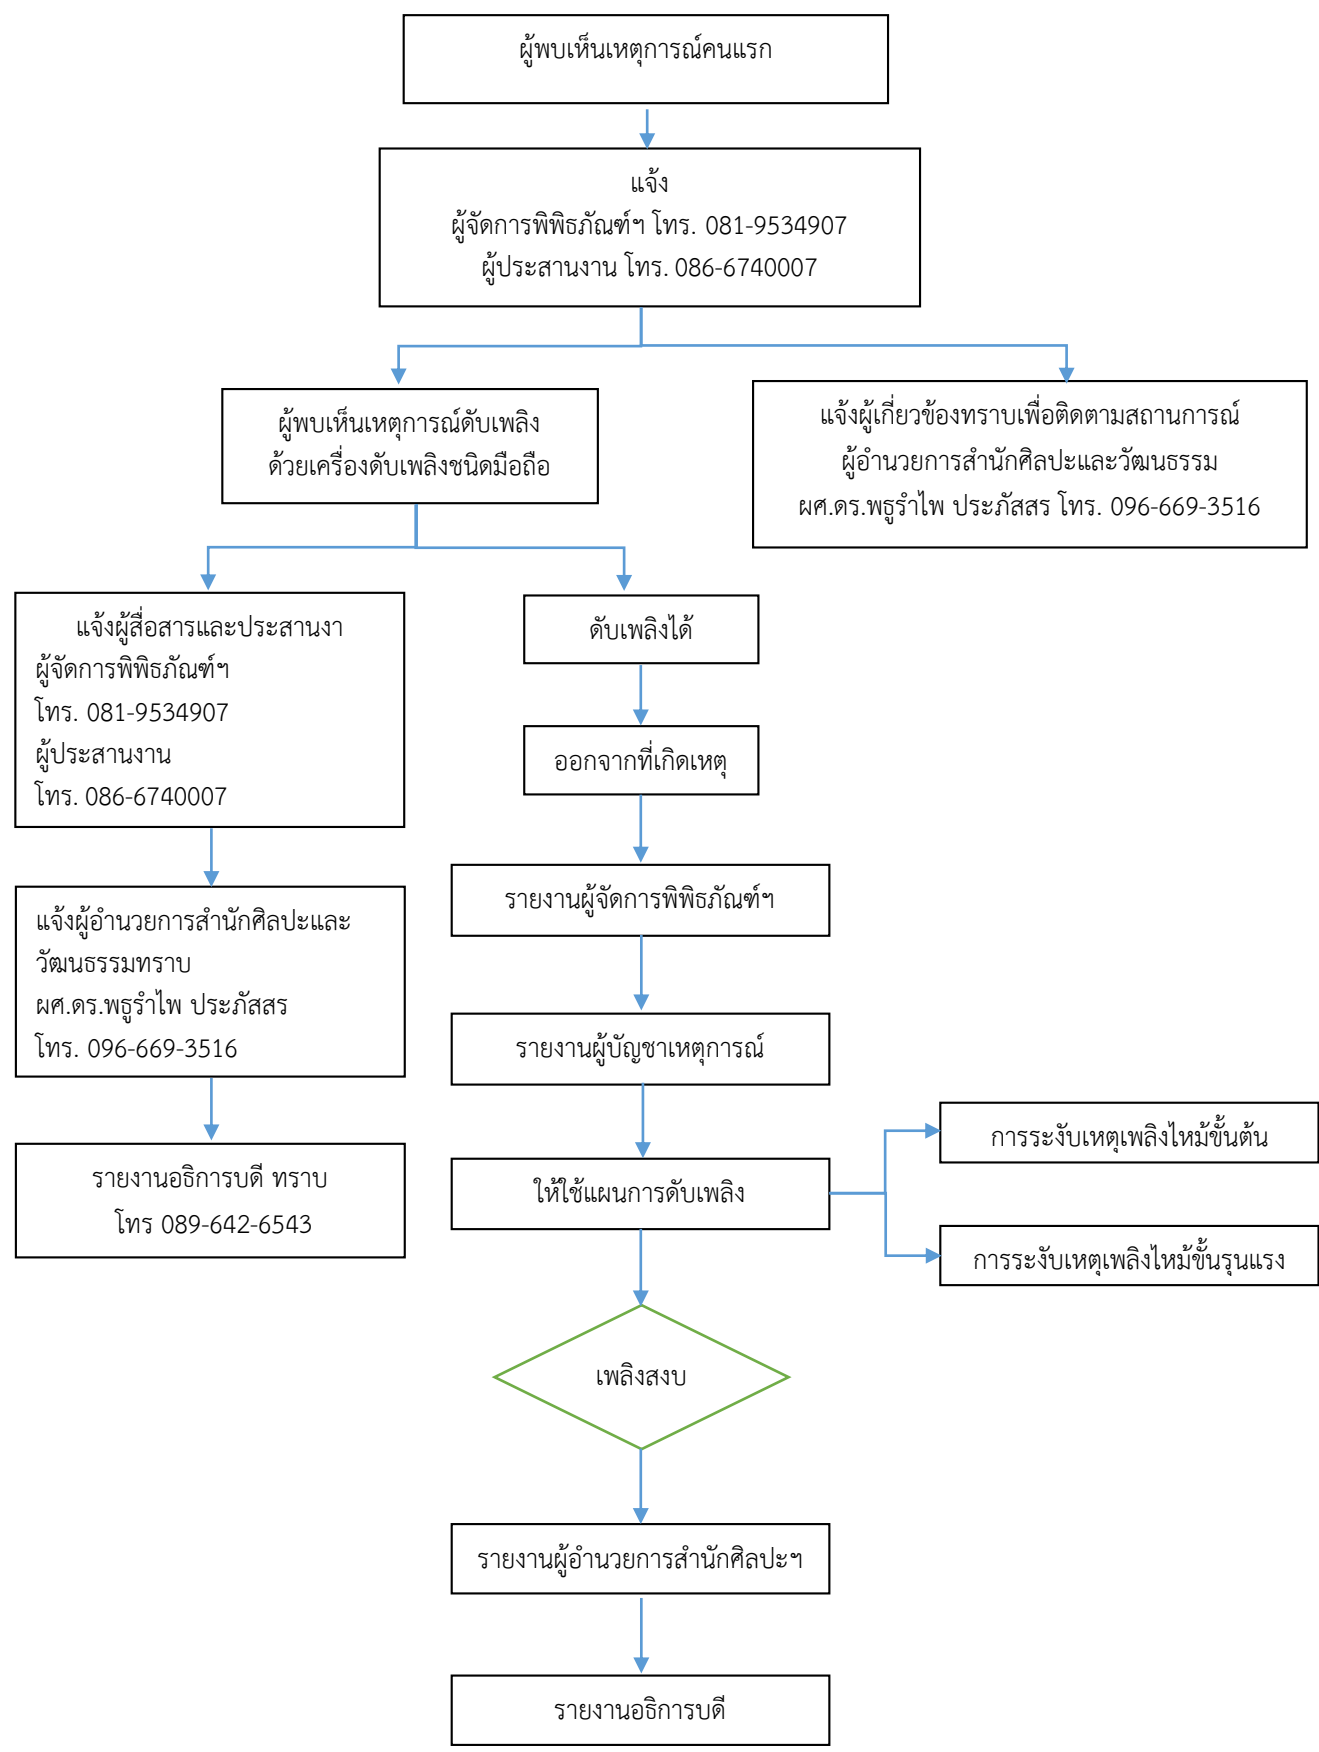 ผู้พบเห็นเหตุการณ์คนแรก
แจ้ง
ผู้จัดการพิพิธภัณฑ์ฯ โทร. 081-9534907
ผู้ประสานงาน โทร. 086-6740007
ผู้พบเห็นเหตุการณ์ดับเพลิง
ด้วยเครื่องดับเพลิงชนิดมือถือ
แจ้งผู้เกี่ยวข้องทราบเพื่อติดตามสถานการณ์
ผู้อำนวยการสำนักศิลปะและวัฒนธรรม
ผศ.ดร.พธูรำไพ ประภัสสร โทร. 096-669-3516
แจ้งผู้สื่อสารและประสานงา
ผู้จัดการพิพิธภัณฑ์ฯ
โทร. 081-9534907
ผู้ประสานงาน
โทร. 086-6740007
ดับเพลิงได้
ออกจากที่เกิดเหตุ
รายงานผู้จัดการพิพิธภัณฑ์ฯ
แจ้งผู้อำนวยการสำนักศิลปะและ
วัฒนธรรมทราบ
ผศ.ดร.พธูรำไพ ประภัสสร
โทร. 096-669-3516
รายงานผู้บัญชาเหตุการณ์
รายงานอธิการบดี ทราบ
โทร 089-642-6543
ให้ใช้แผนการดับเพลิง
การระงับเหตุเพลิงไหม้ขั้นต้น
การระงับเหตุเพลิงไหม้ขั้นรุนแรง
เพลิงสงบ
รายงานผู้อำนวยการสำนักศิลปะฯ
รายงานอธิการบดี